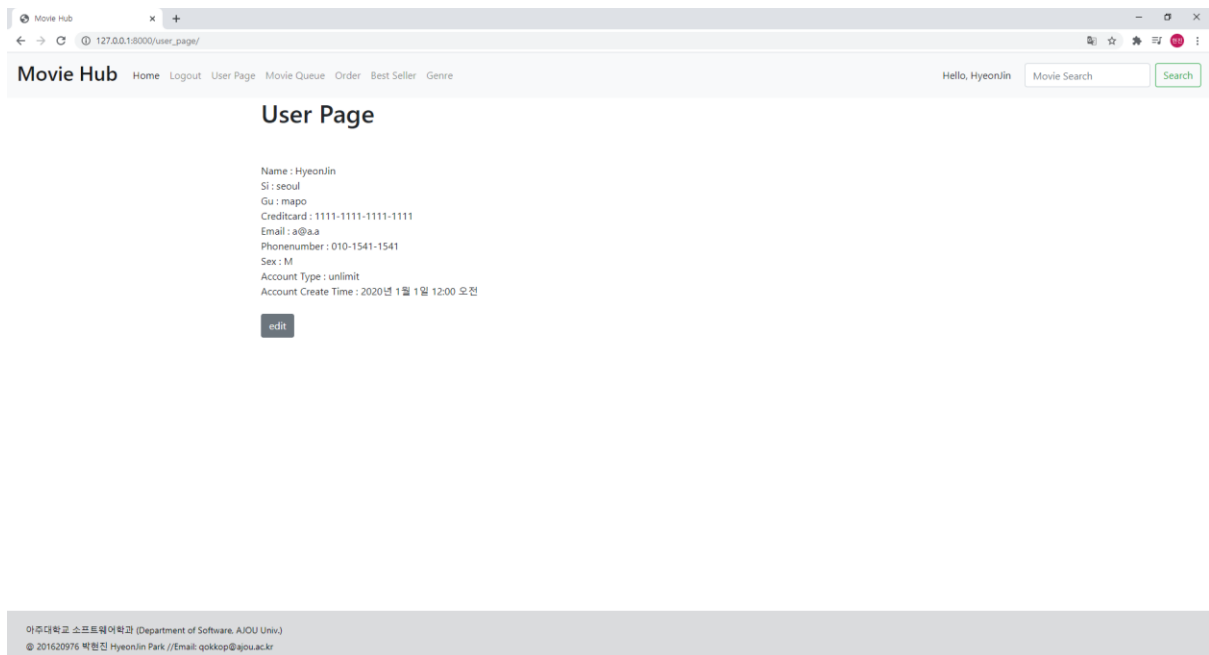 Movie Hub
127.0.0.1:8000/user_page/
현진
Movie Hub Home Logout User Page Movie Queue Order Best Seller Genre Hello, HyeonJin Movie Search Search
User Page
Name : HyeonJin
Si : seoul
Gu : mapo
Creditcard : 1111-1111-1111-1111
Email : a@a.a
Phonenumber : 010-1541-1541
Sex : M
Account Type : unlimit
Account Create Time : 2020년 1월 1일 12:00 오전
edit
아주대학교 소프트웨어학과 (Department of Software, AJOU Univ.)
@ 201620976 박현진 HyeonJin Park //Email: qokkop@ajou.ac.kr